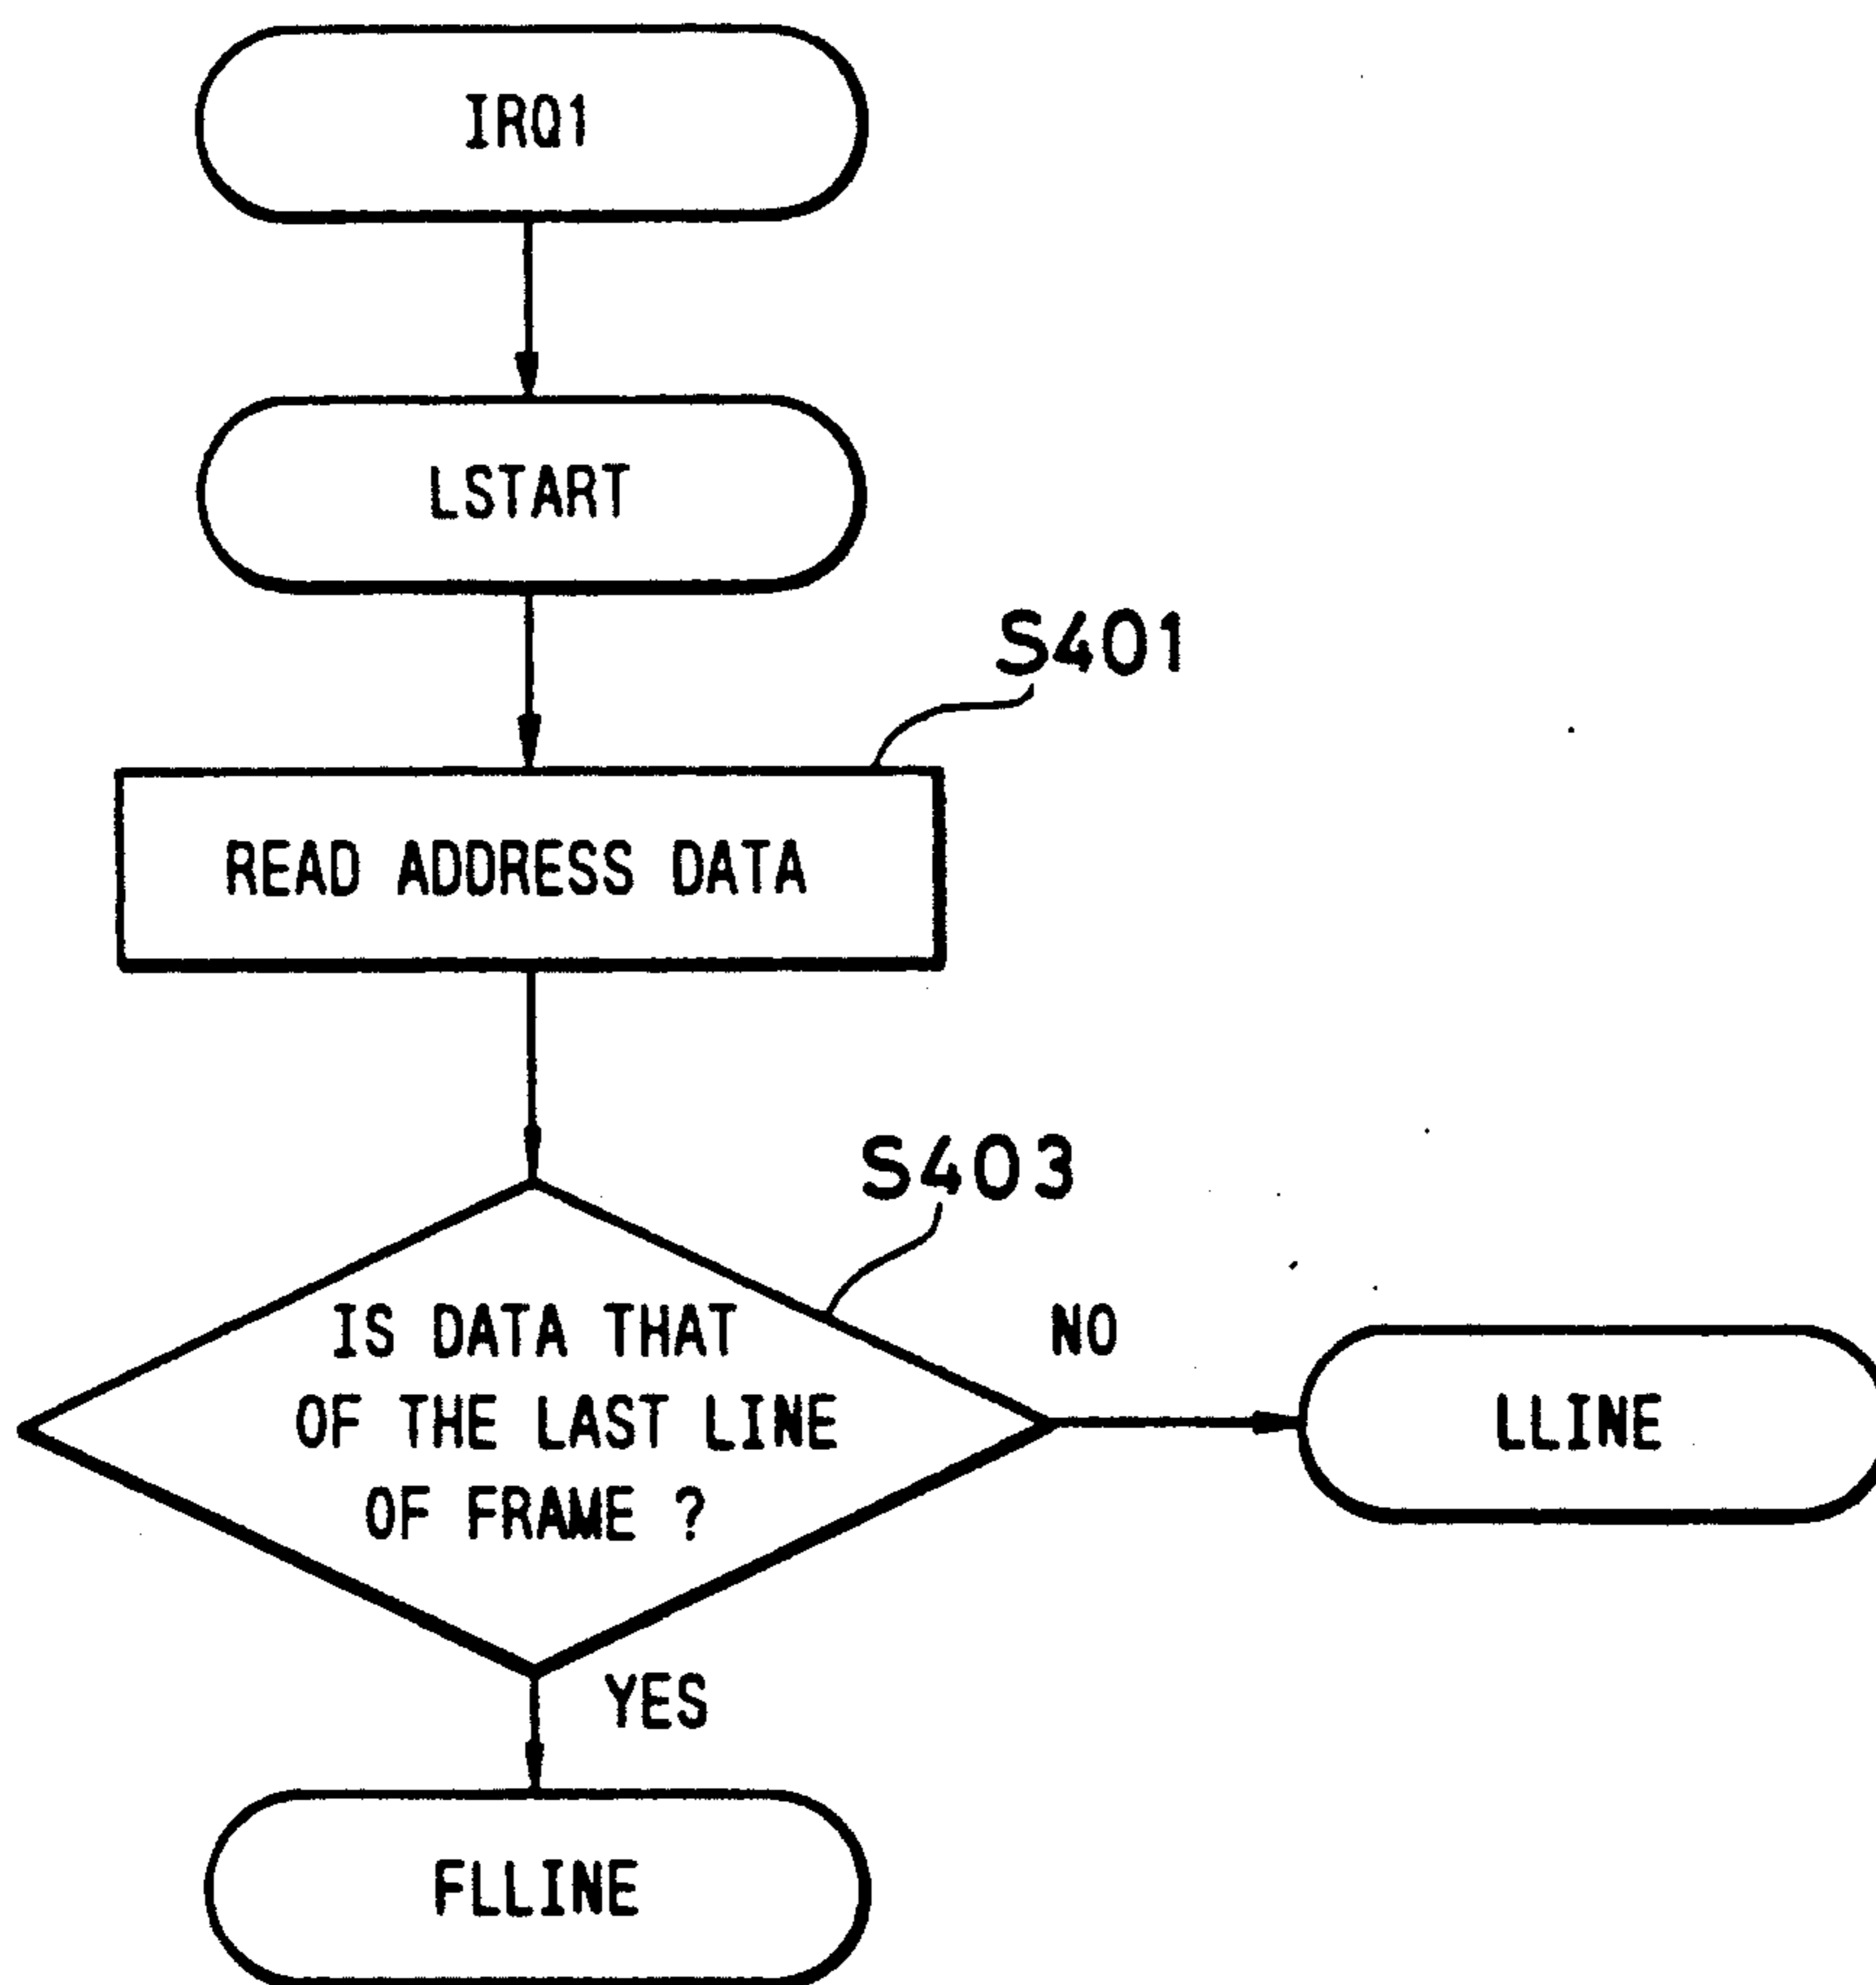 IRQ1
LSTART
S401
READ ADDRESS DATA
S403
IS DATA THAT
OF THE LAST LINE
OF FRAME ?
NO
LLINE
YES
FLLINE